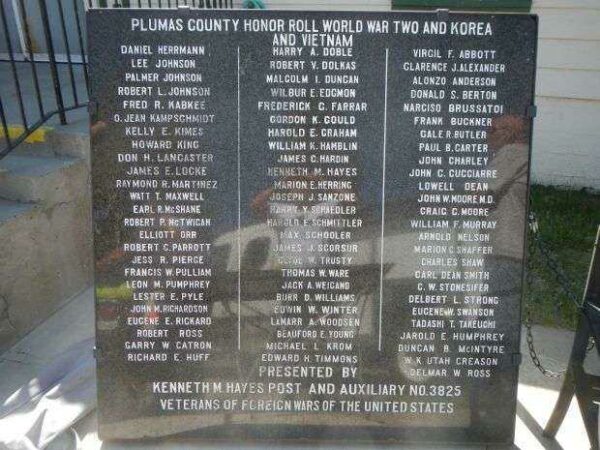 PLUMAS COUNTY HONOR ROLL WORLD WAR TWO AND KOREA
AND VIETNAM
DANIEL HERRMANN
LEE JOHNSON
PALMER JOHNSON
ROBERT L. JOHNSON
FRED R. KABKEE
O. JEAN KAMPSCHMIDT
KELLY E. KIMES
HOWARD KING
DON H. LANCASTER
JAMES E. LOCKE
RAYMOND R. MARTINEZ
WATT T. MAXWELL
EARL R. McSHANE
ROBERT P. McTWIGAN
ELLIOTT ORR
ROBERT C. PARROTT
JESS R. PIERCE
FRANCIS W. PULLIAM
LEON M. PUMPHREY
LESTER E. PYLE
JOHN M. RICHARDSON
EUGENE E. RICKARD
ROBERT ROSS
GARRY W. CATRON
RICHARD E. HUFF
HARRY A. DOBLE
ROBERT V. DOLKAS
MALCOLM I. DUNCAN
WILBUR E. EDGMON
FREDERICK G. FARRAR
GORDON K. GOULD
HAROLD E. GRAHAM
WILLIAM K. HAMBLIN
JAMES C. HARDIN
KENNETH M. HAYES
MARION E. HERRING
JOSEPH J. SANZONE
HARRY Y. SCHAEDLER
HAROLD E. SCHMITTLER
MAX SCHOOLER
JAMES J. SCORSUR
CLYDE W. TRUSTY
THOMAS W. WARE
JACK A. WEIGAND
BURR D. WILLIAMS
EDWIN W. WINTER
LAMARR A. WOODSEN
BEAUFORD E. YOUNG
MICHAEL L. KROM
EDWARD H. TIMMONS
VIRGIL F. ABBOTT
CLARENCE J. ALEXANDER
ALONZO ANDERSON
DONALD S. BERTON
NARCISO BRUSSATOI
FRANK BUCKNER
GALE R. BUTLER
PAUL B. CARTER
JOHN CHARLEY
JOHN C. CUCCIARRE
LOWELL DEAN
JOHN W. MOORE M.D.
CRAIG C. MOORE
WILLIAM F. MURRAY
ARNOLD NELSON
MARION C. SHAFFER
CHARLES SHAW
CARL DEAN SMITH
C. W. STONESIFER
DELBERT L. STRONG
EUGENE W. SWANSON
TADASHI T. TAKEUCHI
JAROLD E. HUMPHREY
DUNCAN B. McINTYRE
W. K. UTAH CREASON
DELMAR W. ROSS
PRESENTED BY
KENNETH M. HAYES POST AND AUXILIARY NO. 3825
VETERANS OF FOREIGN WARS OF THE UNITED STATES